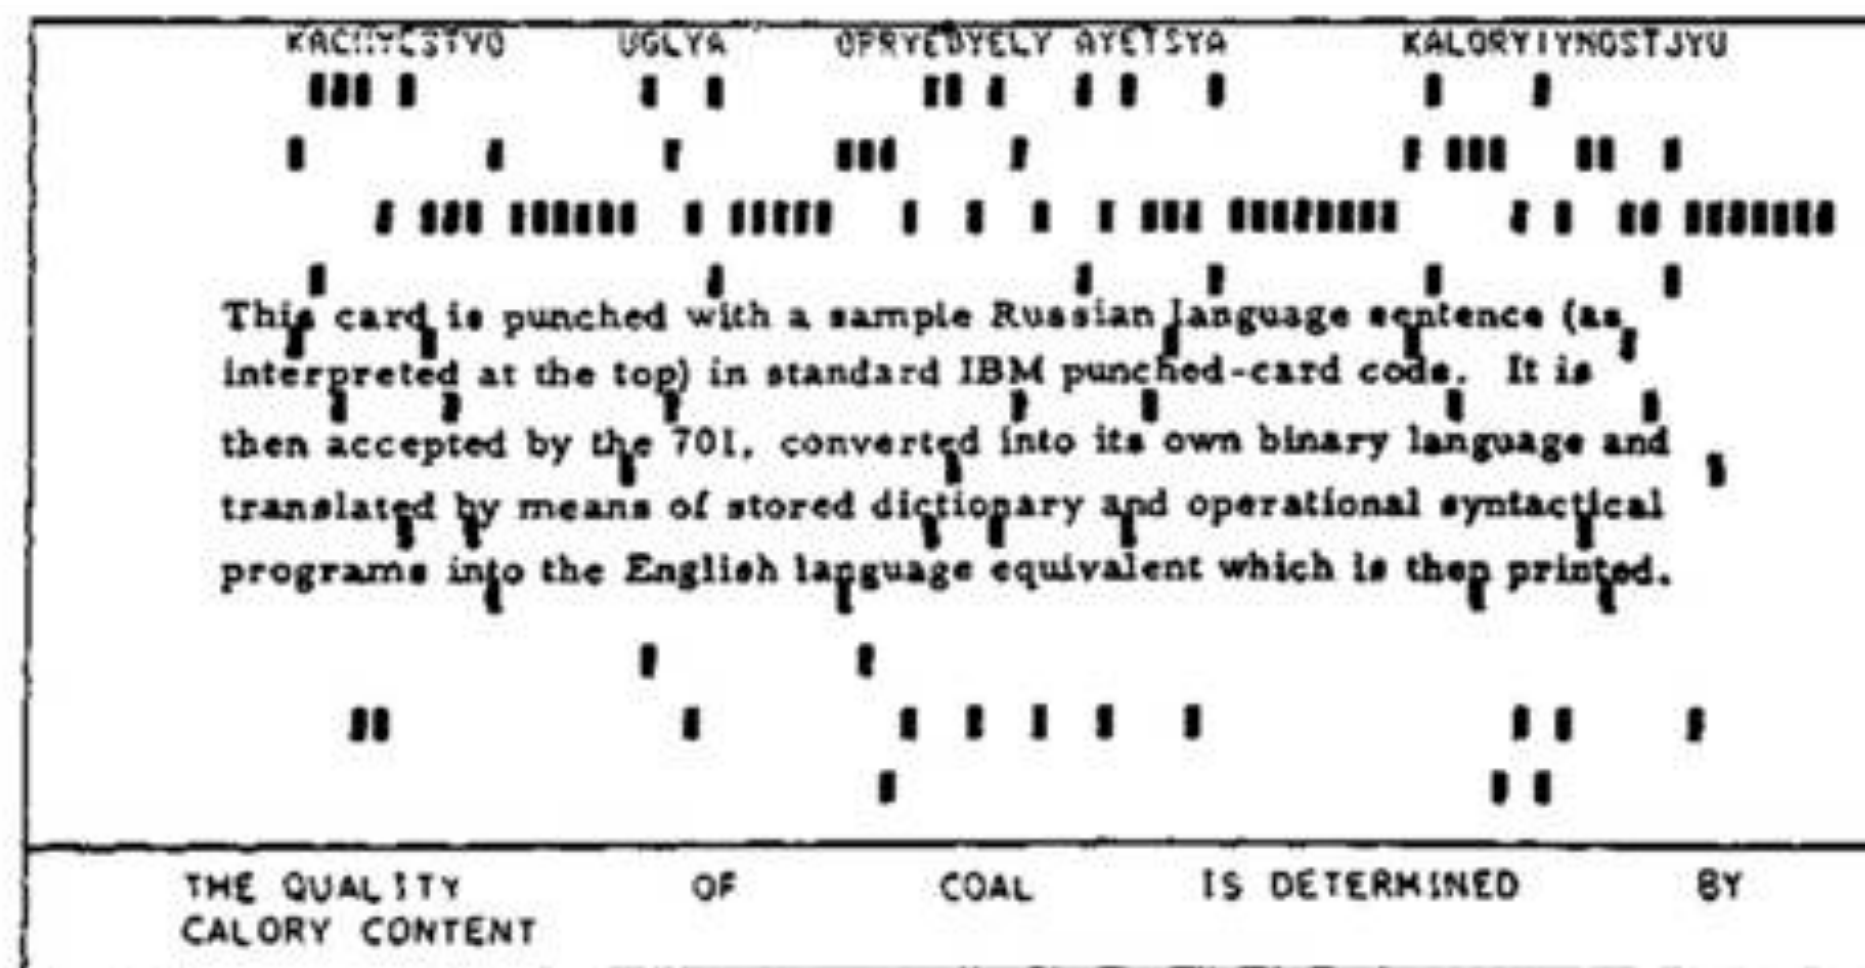 KACHYESTVO UGLYA OPRYEDYELY AYETSYA KALORYIYNOSTJYU
This card is punched with a sample Russian language sentence (as
interpreted at the top) in standard IBM punched-card code. It is
then accepted by the 701, converted into its own binary language and
translated by means of stored dictionary and operational syntactical
programs into the English language equivalent which is then printed.
THE QUALITY OF COAL IS DETERMINED BY
CALORY CONTENT